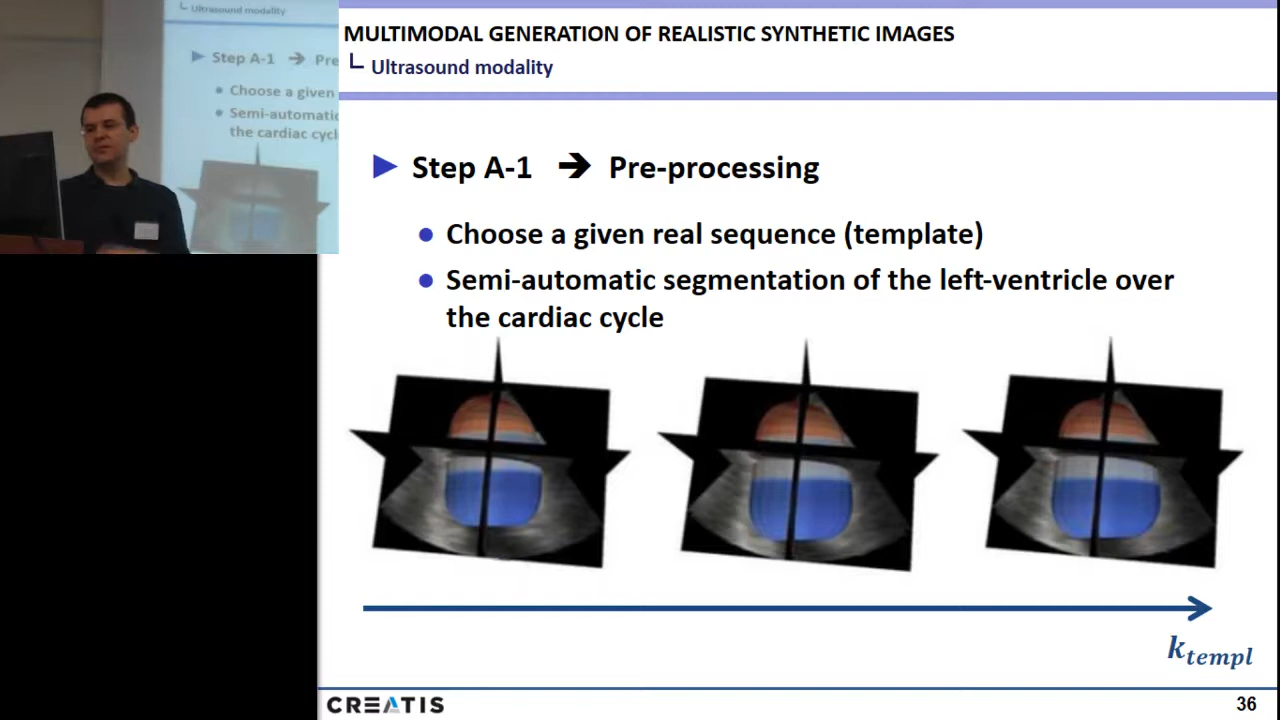 Ultrasound modality
Step A-1 ➔ Pre
Choose a given
Semi-automatic
the cardiac cycl
MULTIMODAL GENERATION OF REALISTIC SYNTHETIC IMAGES
Ultrasound modality
Step A-1 ➔ Pre-processing
Choose a given real sequence (template)
Semi-automatic segmentation of the left-ventricle over
the cardiac cycle
k_templ
CREATIS
36